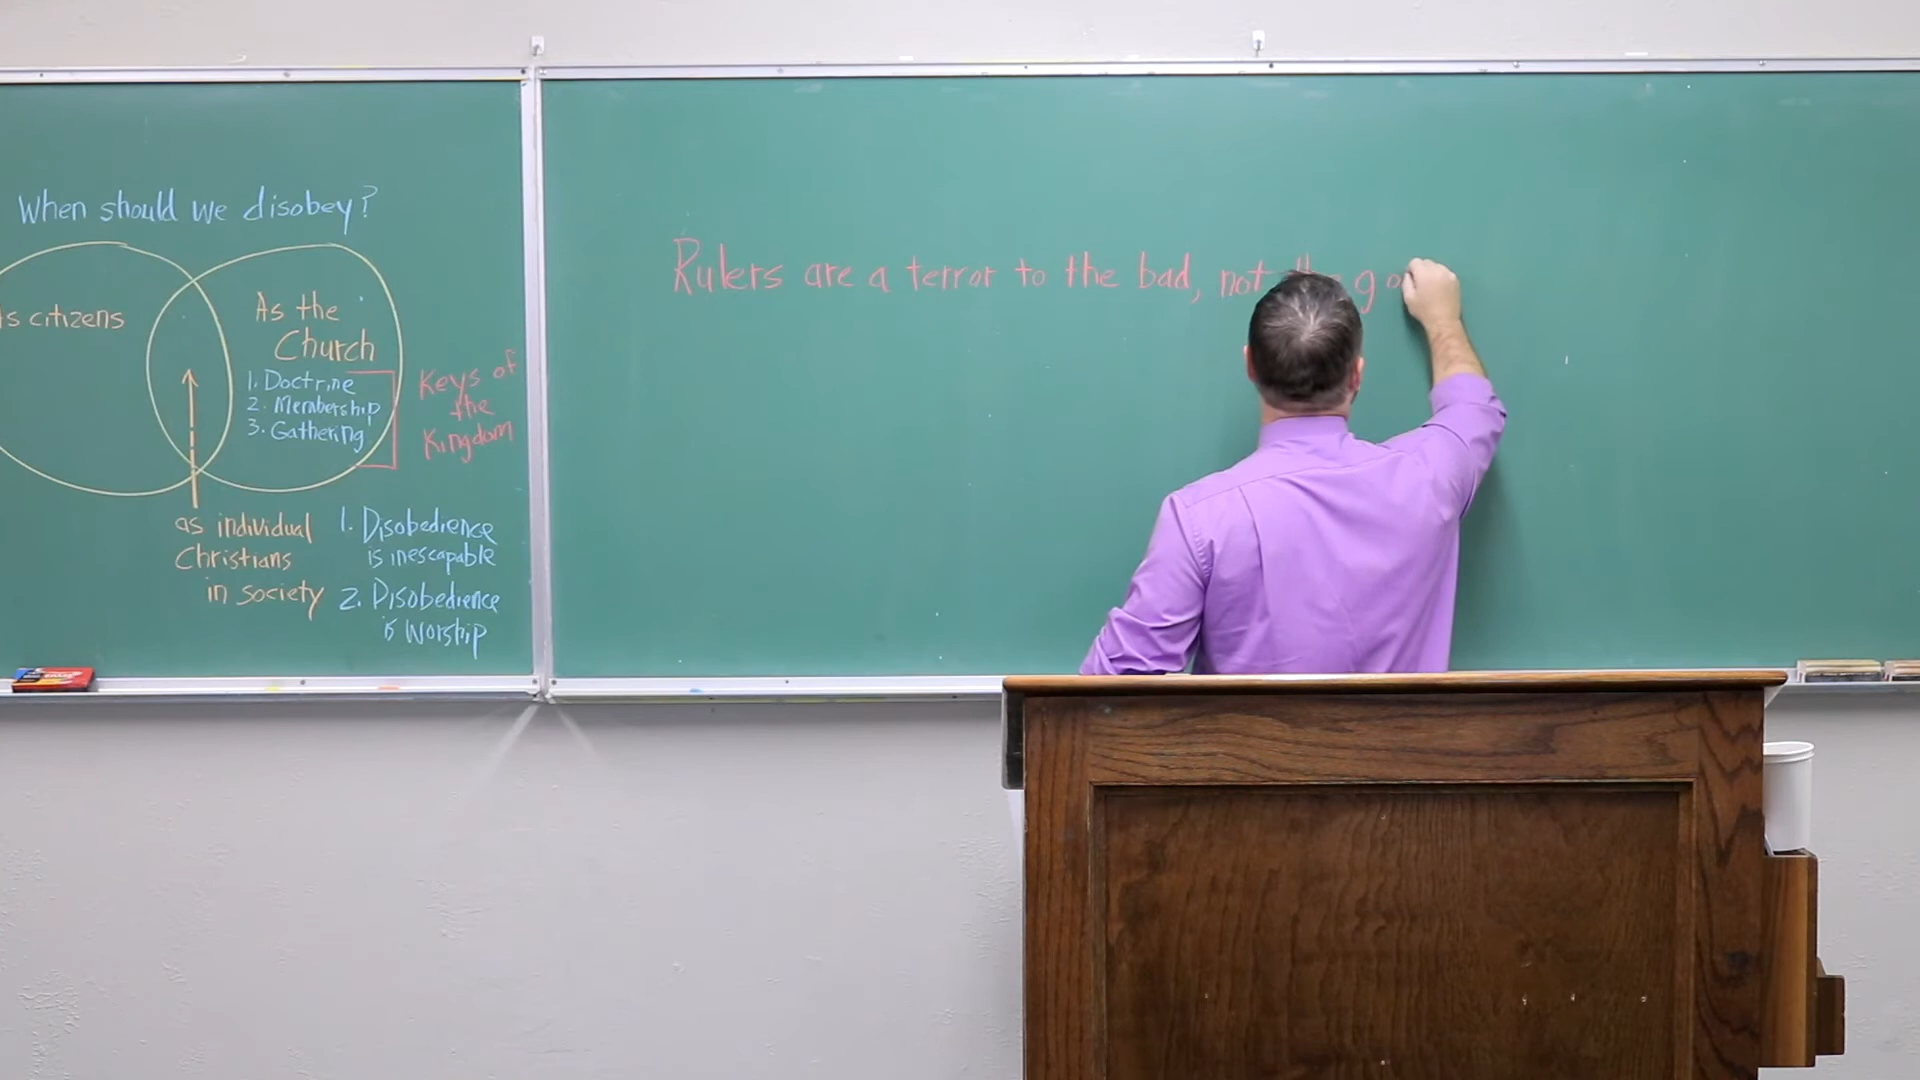 When should we disobey?
s citizens
As the
Church
1. Doctrine
2. Membership
3. Gathering
Keys of
the
Kingdom
as individual
Christians
in society
1. Disobedience
is inescapable
2. Disobedience
is worship
Rulers are a terror to the bad, not the go